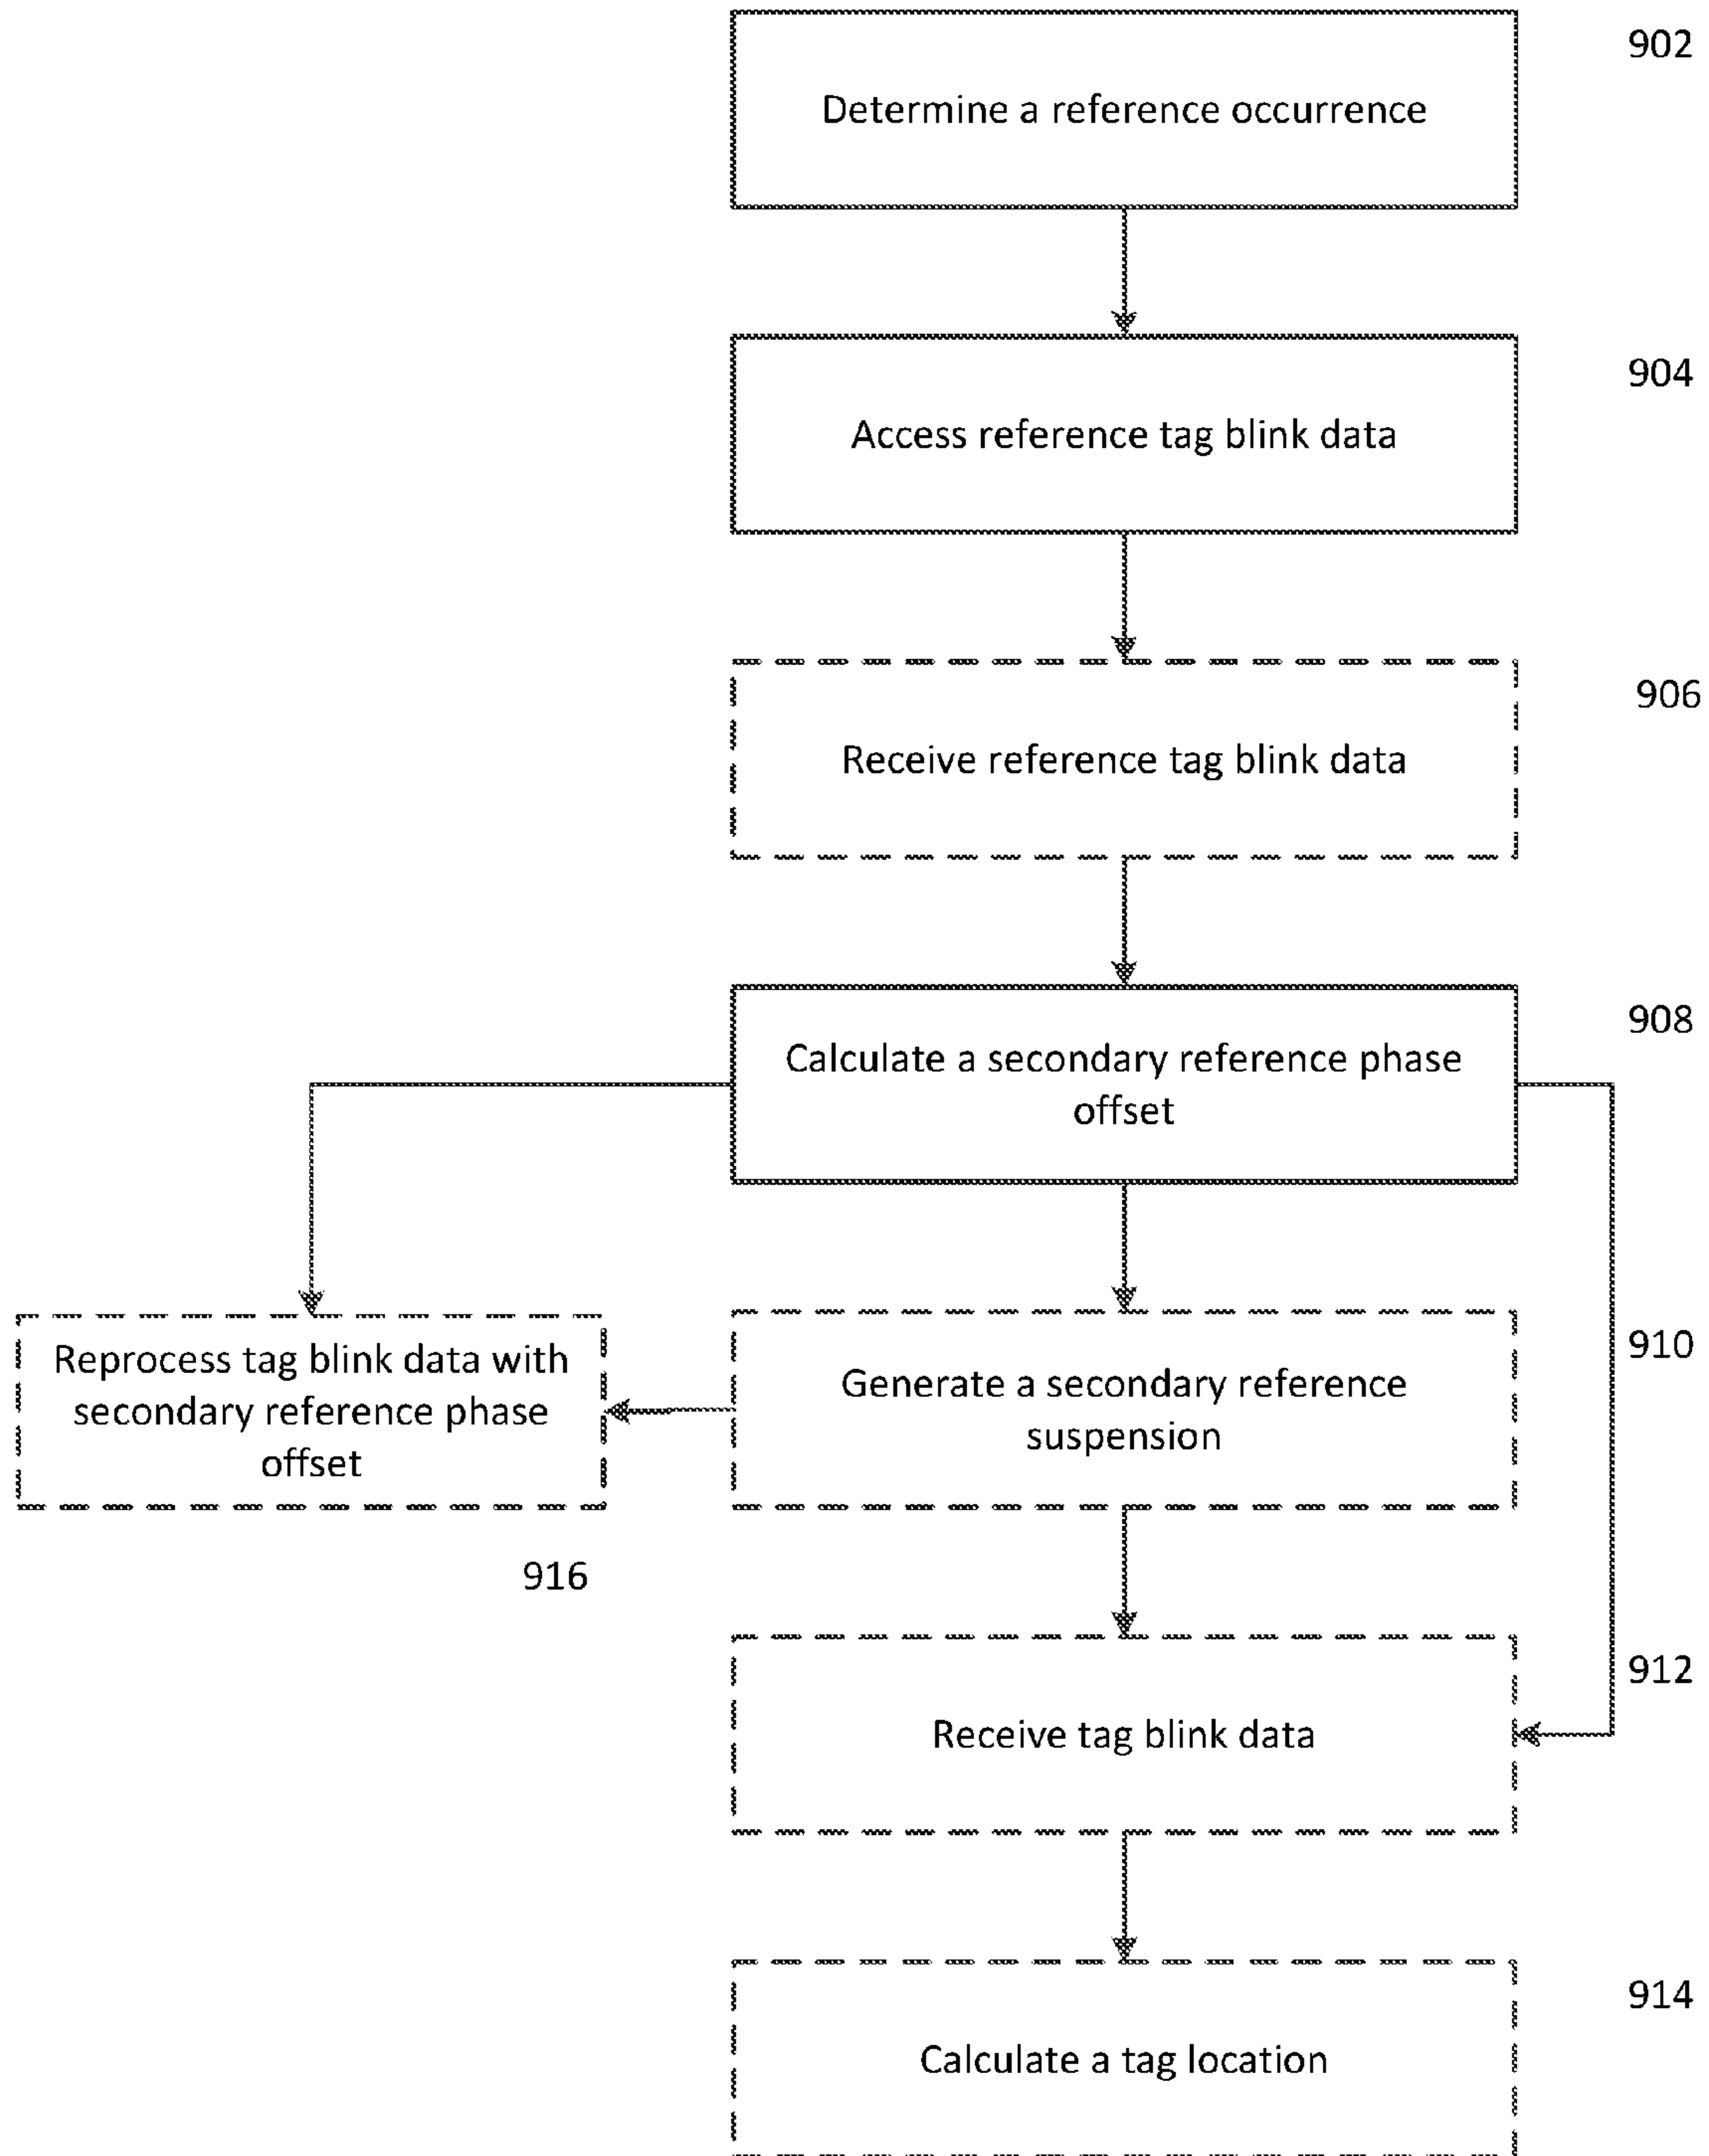 902
Determine a reference occurrence
904
Access reference tag blink data
906
Receive reference tag blink data
908
Calculate a secondary reference phase
offset
910
Reprocess tag blink data with
secondary reference phase
offset
Generate a secondary reference
suspension
916
912
Receive tag blink data
914
Calculate a tag location